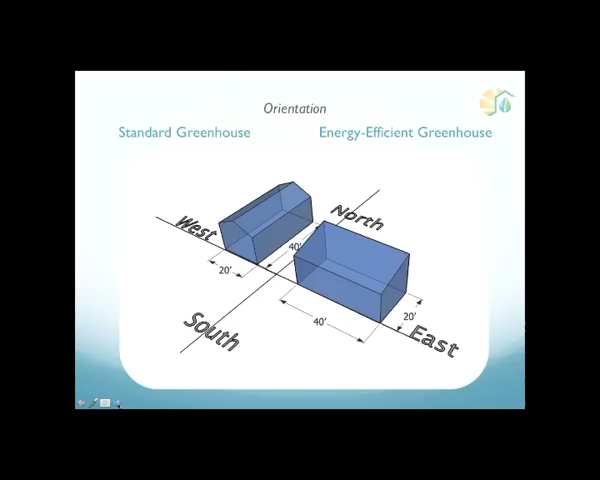 Orientation
Standard Greenhouse
Energy-Efficient Greenhouse
West
North
40'
20'
South
40'
20'
East